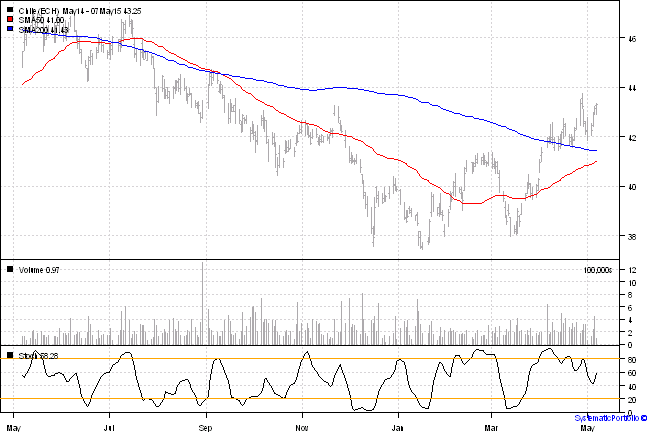 Chile (ECH) May14 - 07May15 43.25
SMA50 41.00
SMA200 41.43
46
44
42
40
38
Volume 0.97
100,000s
12
10
8
6
4
2
0
Stoch 58.28
80
60
40
20
0
May Jul Sep Nov Jan Mar May
SystematicPortfolio ©